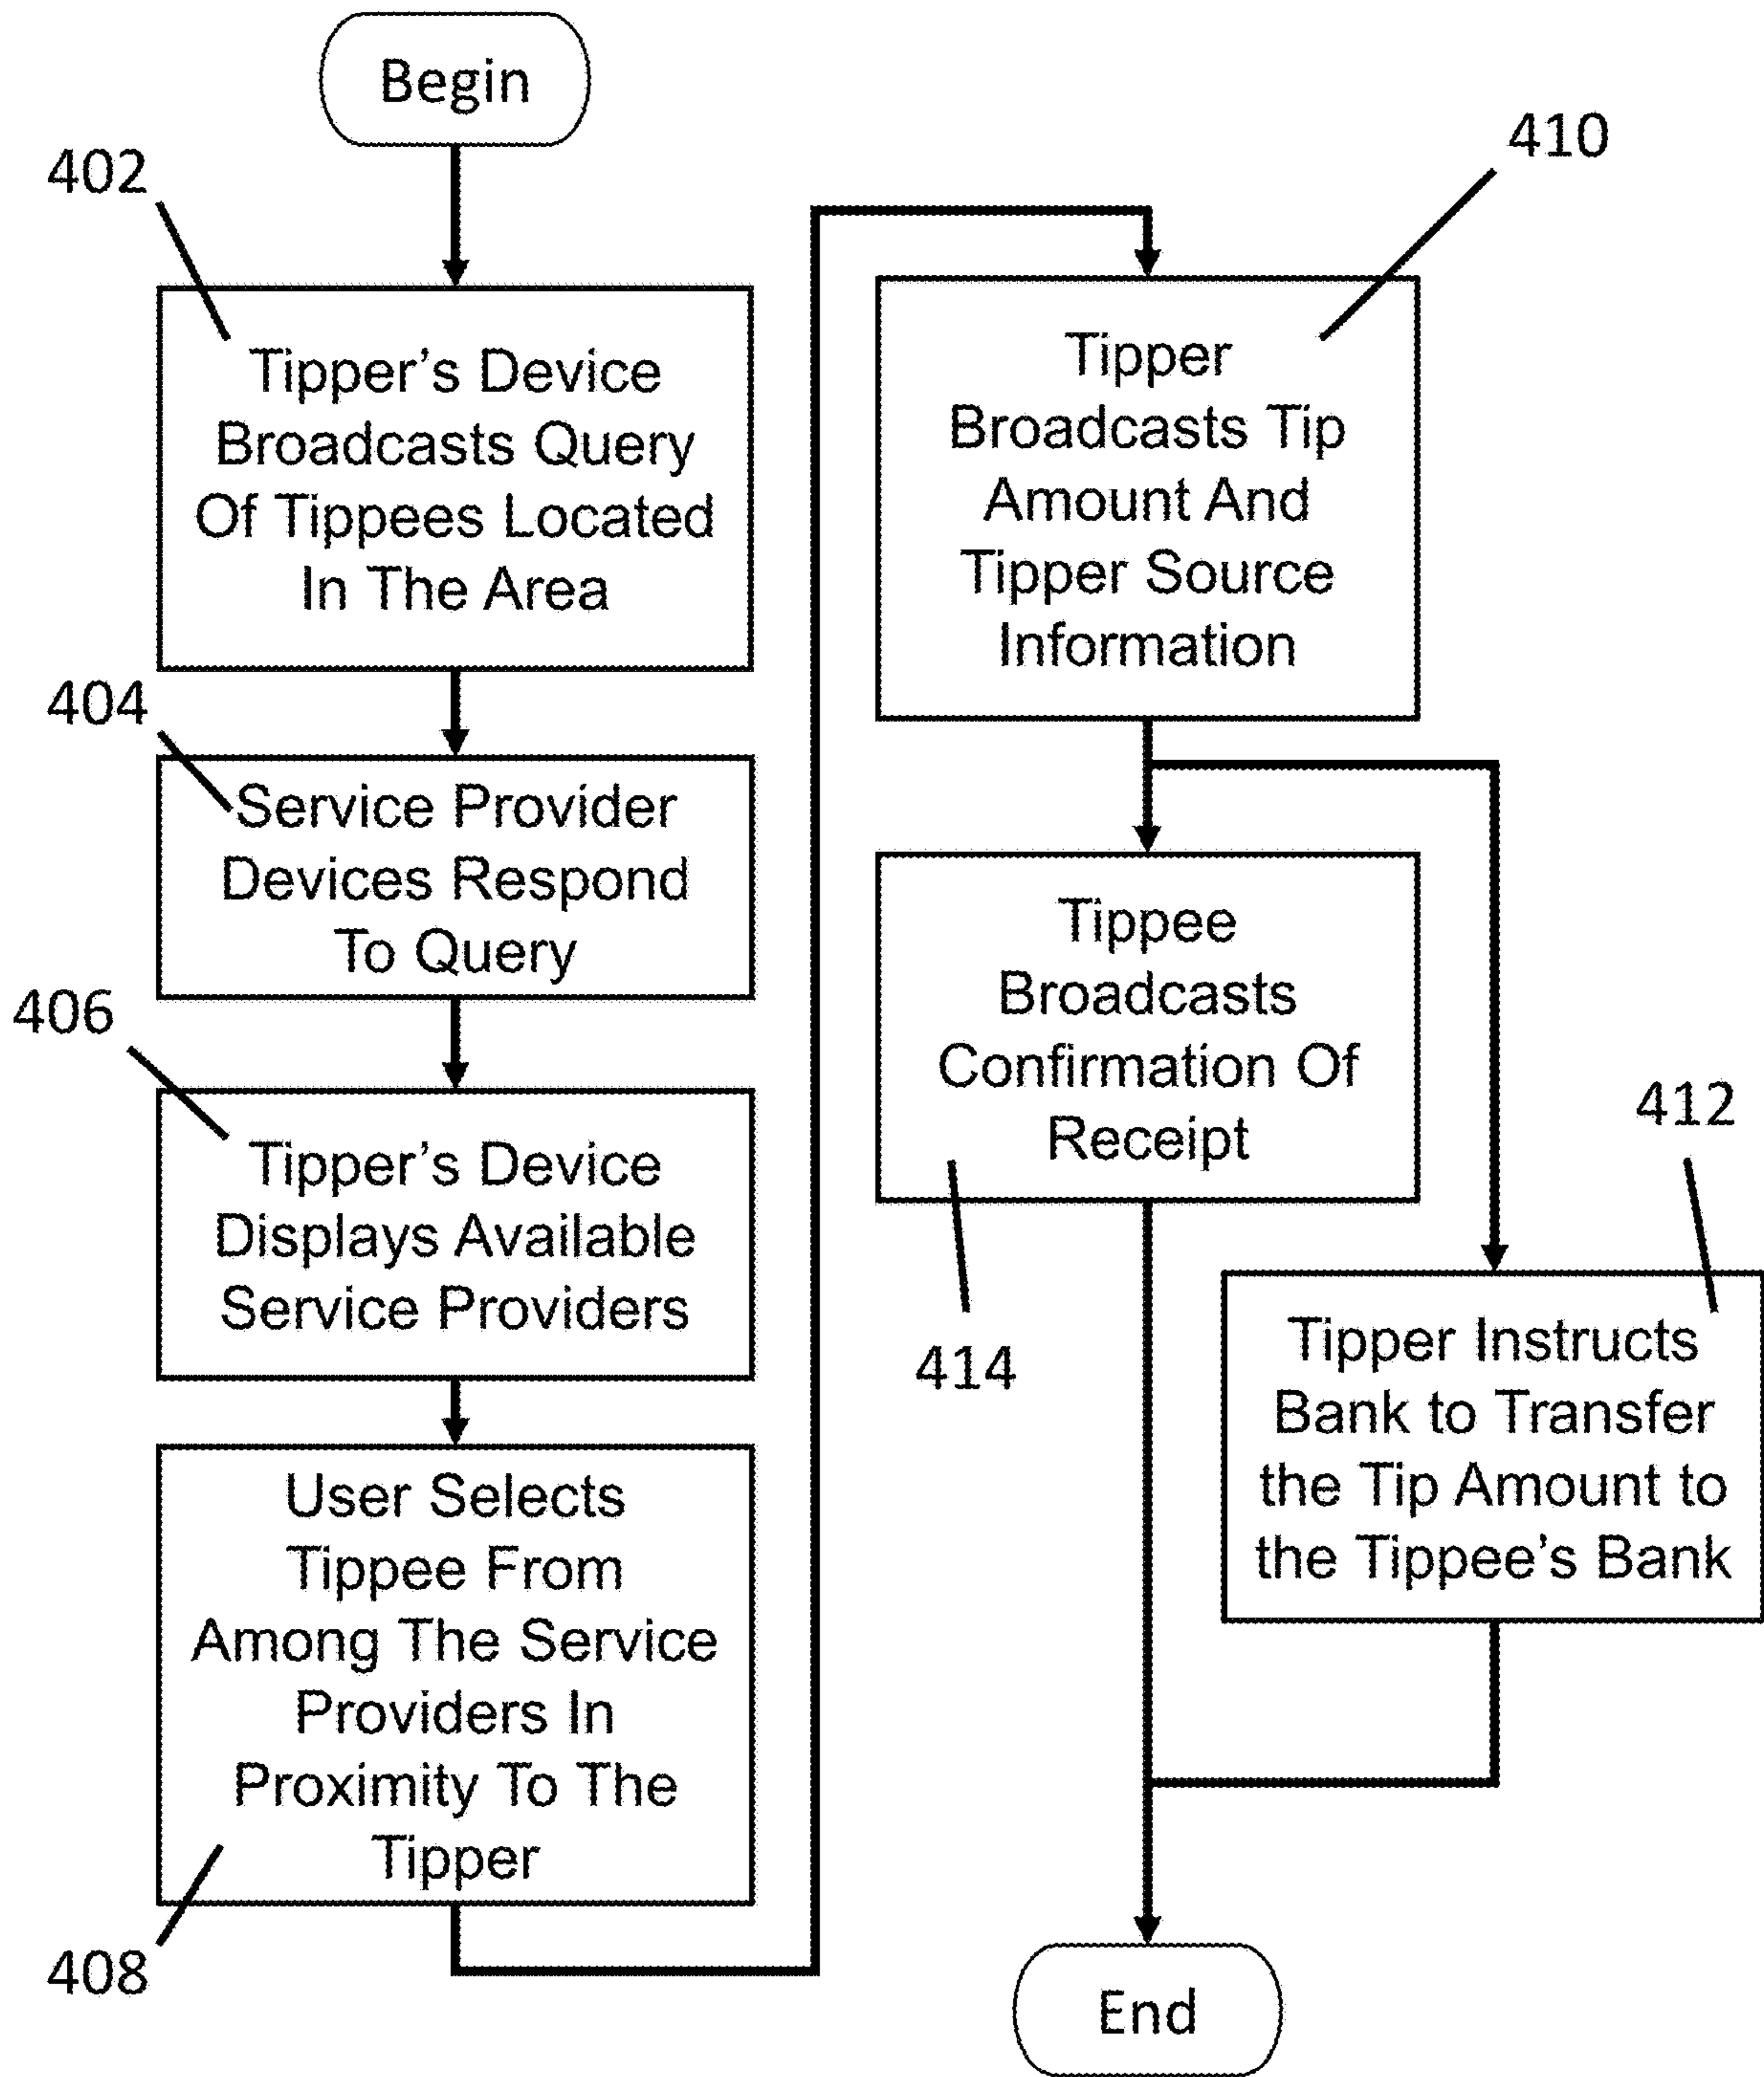 Begin
402
Tipper’s Device
Broadcasts Query
Of Tippees Located
In The Area
404
Service Provider
Devices Respond
To Query
406
Tipper’s Device
Displays Available
Service Providers
User Selects
Tippee From
Among The Service
Providers In
Proximity To The
Tipper
408
410
Tipper
Broadcasts Tip
Amount And
Tipper Source
Information
Tippee
Broadcasts
Confirmation Of
Receipt
414
412
Tipper Instructs
Bank to Transfer
the Tip Amount to
the Tippee’s Bank
End